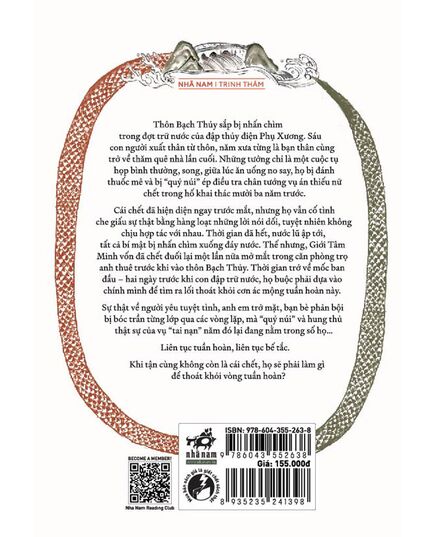 NHÃ NAM | TRINH THÁM
Thôn Bạch Thủy sắp bị nhấn chìm
trong đợt trữ nước của đập thủy điện Phụ Xương. Sáu
con người xuất thân từ thôn, năm xưa từng là bạn thân cùng
trở về thăm quê nhà lần cuối. Những tưởng chỉ là một cuộc tụ
họp bình thường, song, giữa lúc ăn uống no say, họ bị đánh
thuốc mê và bị “quỷ núi” ép điều tra chân tướng vụ án thiếu nữ
chết trong hố khai thác mười ba năm trước.
Cái chết đã hiện diện ngay trước mắt, nhưng họ vẫn cố tình
che giấu sự thật bằng hàng loạt những lời nói dối, tuyệt nhiên không
chịu hợp tác với nhau. Thời gian đã hết, nước lũ ập tới,
tất cả bí mật bị nhấn chìm xuống đáy nước. Thế nhưng, Giới Tâm
Minh vốn đã chết đuối lại một lần nữa mở mắt trong căn phòng trọ
anh thuê trước khi vào thôn Bạch Thủy. Thời gian trở về mốc ban
đầu – hai ngày trước khi con đập trữ nước, họ buộc phải dựa vào
chính mình để tìm ra lối thoát khỏi cơn ác mộng tuần hoàn này.
Sự thật về người yêu tuyệt tình, anh em trở mặt, bạn bè phản bội
bị bóc trần từng lớp qua các vòng lặp, mà “quỷ núi” và hung thủ
thật sự của vụ “tai nạn” năm đó lại đang nằm trong số họ...
Liên tục tuần hoàn, liên tục bế tắc.
Khi tận cùng không còn là cái chết, họ sẽ phải làm gì
để thoát khỏi vòng tuần hoàn?
BECOME A MEMBER!
Nha Nam Reading Club
nhã nam
ISBN: 978-604-355-263-8
9 786043 552638
Giá: 155.000đ
8 935235 241398